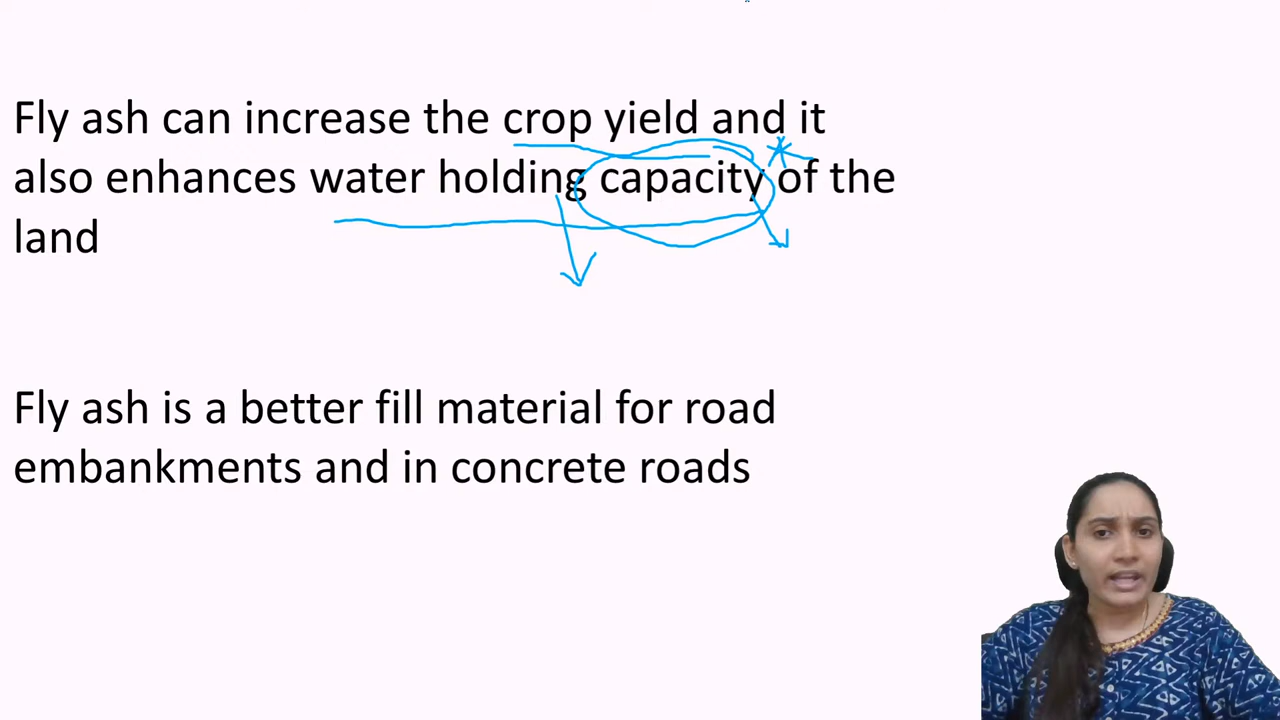 Fly ash can increase the crop yield and it
also enhances water holding capacity of the
land
Fly ash is a better fill material for road
embankments and in concrete roads